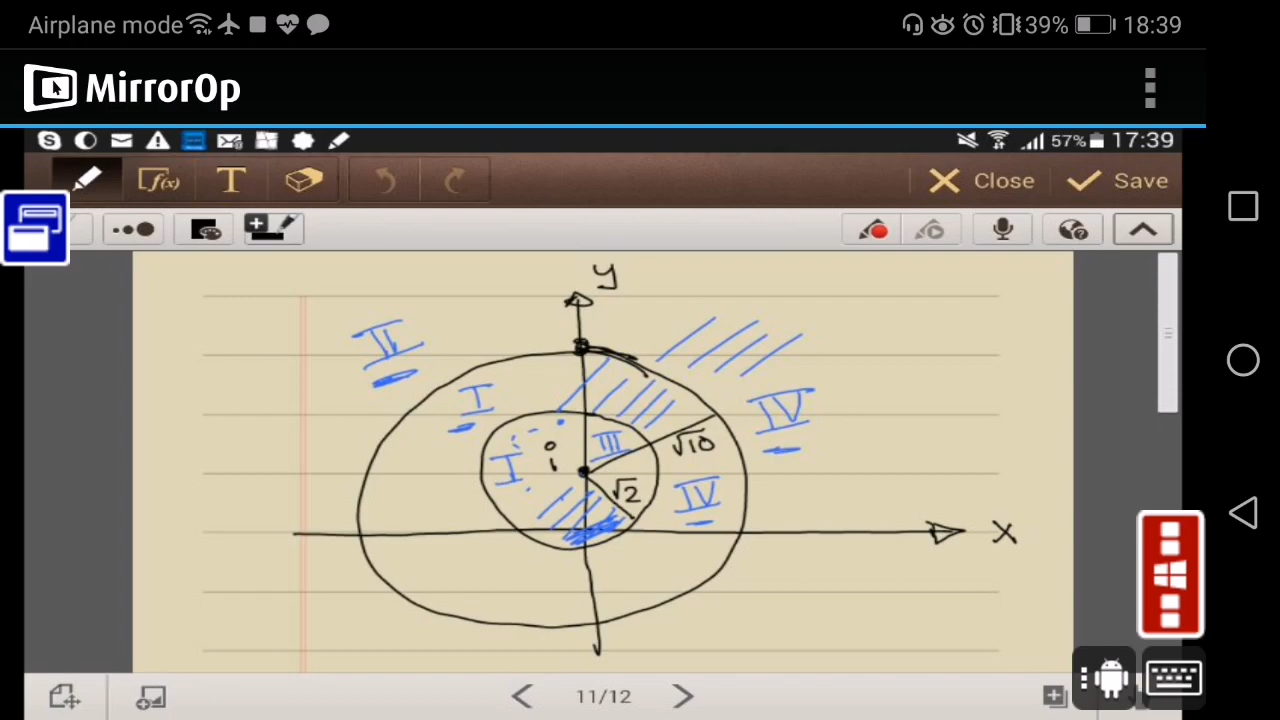 Airplane mode 39% 18:39
MirrorOp
57% 17:39
f(x) T Close Save
y
II
I
IV
III
√10
i
I
√2
IV
x
11/12